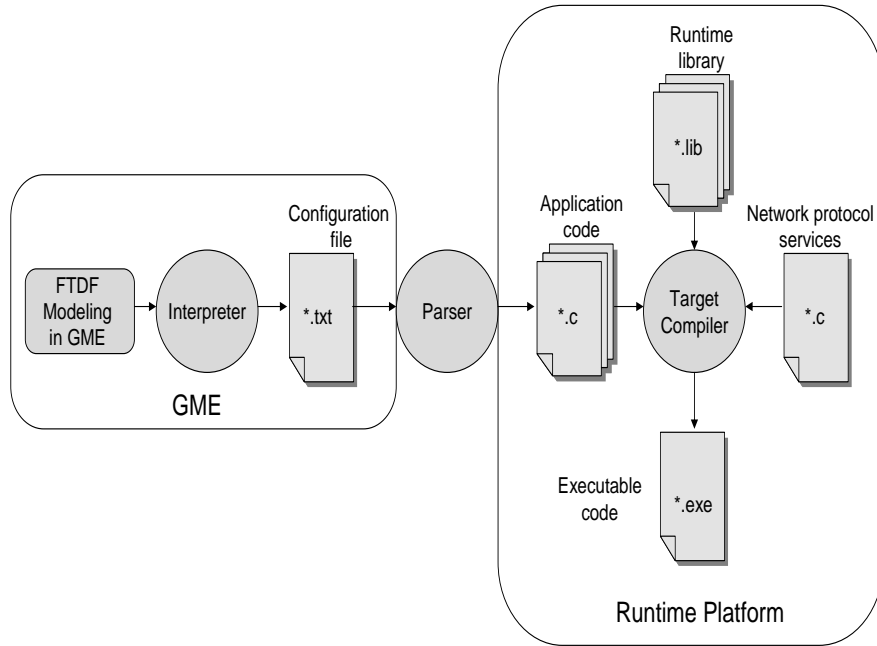 Runtime
library
*.lib
Configuration
file
Application
code
Network protocol
services
FTDF
Modeling
in GME
Interpreter
*.txt
Parser
*.c
Target
Compiler
*.c
GME
Executable
code
*.exe
Runtime Platform